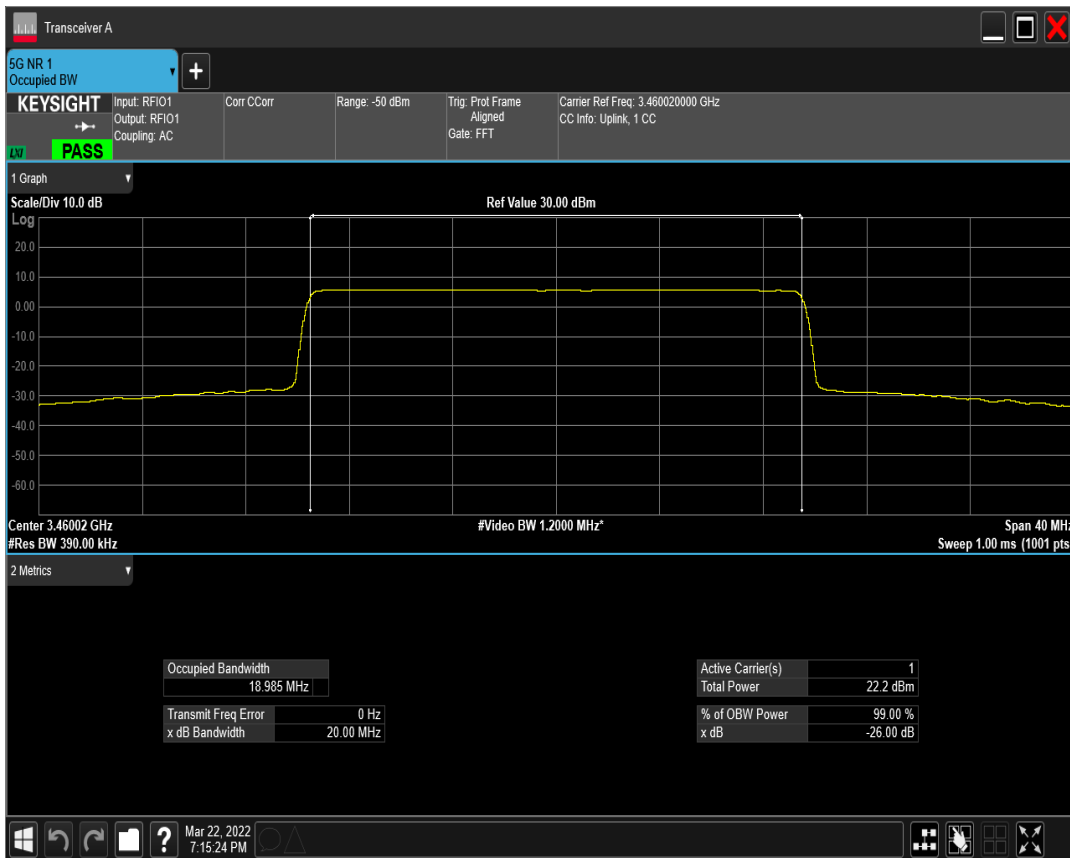 Transceiver A
5G NR 1
Occupied BW
KEYSIGHT
LXI
PASS
Input: RFIO1
Output: RFIO1
Coupling: AC
Corr CCorr
Range: -50 dBm
Trig: Prot Frame
Aligned
Gate: FFT
Carrier Ref Freq: 3.460020000 GHz
CC Info: Uplink, 1 CC
1 Graph
Scale/Div 10.0 dB
Ref Value 30.00 dBm
Log
20.0
10.0
0.00
-10.0
-20.0
-30.0
-40.0
-50.0
-60.0
Center 3.46002 GHz
#Video BW 1.2000 MHz*
Span 40 MHz
#Res BW 390.00 kHz
Sweep 1.00 ms (1001 pts
2 Metrics
Occupied Bandwidth
18.985 MHz
Transmit Freq Error 0 Hz
x dB Bandwidth 20.00 MHz
Active Carrier(s) 1
Total Power 22.2 dBm
% of OBW Power 99.00 %
x dB -26.00 dB
Mar 22, 2022
7:15:24 PM